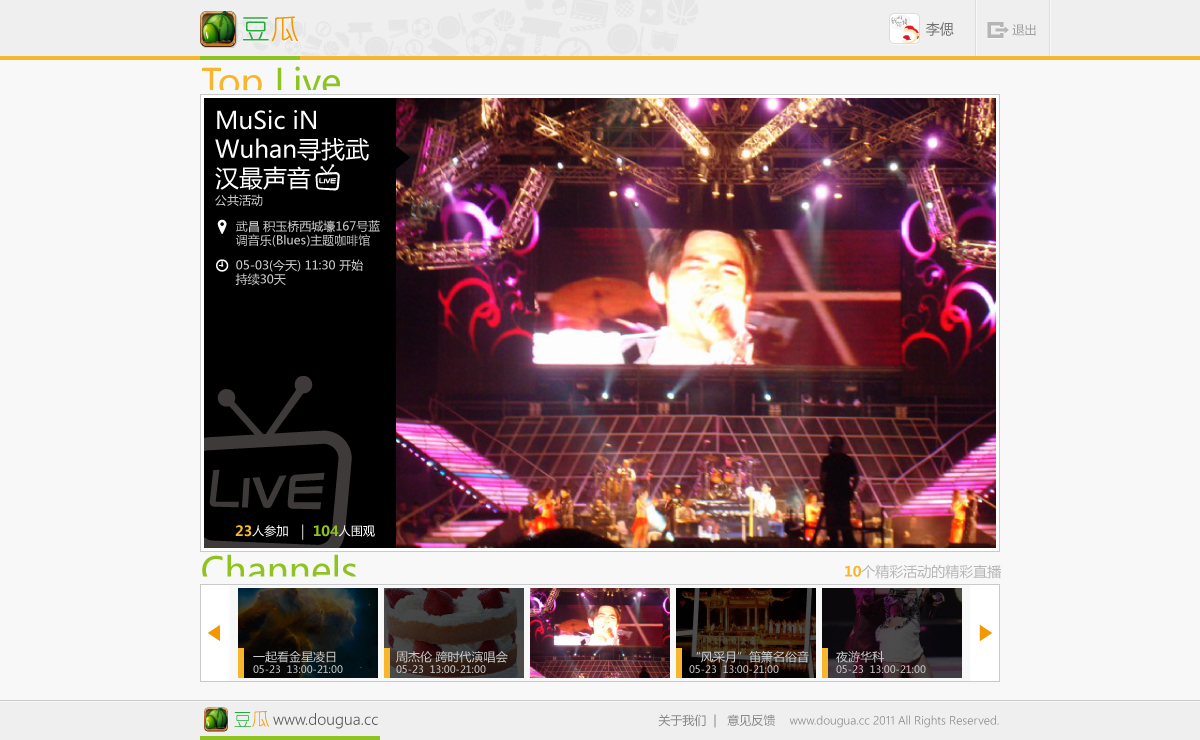 豆瓜
李偲
退出
Top Live
MuSic iN
Wuhan寻找武
汉最声音 LIVE
公共活动
武昌 积玉桥西城壕167号蓝
调音乐(Blues)主题咖啡馆
05-03(今天) 11:30 开始
持续30天
LIVE
23人参加 | 104人围观
Channels
10个精彩活动的精彩直播
一起看金星凌日
05-23 13:00-21:00
周杰伦 跨时代演唱会
05-23 13:00-21:00
“风采月”笛箫名俗音
05-23 13:00-21:00
夜游华科
05-23 13:00-21:00
豆瓜 www.dougua.cc
关于我们 | 意见反馈 www.dougua.cc 2011 All Rights Reserved.